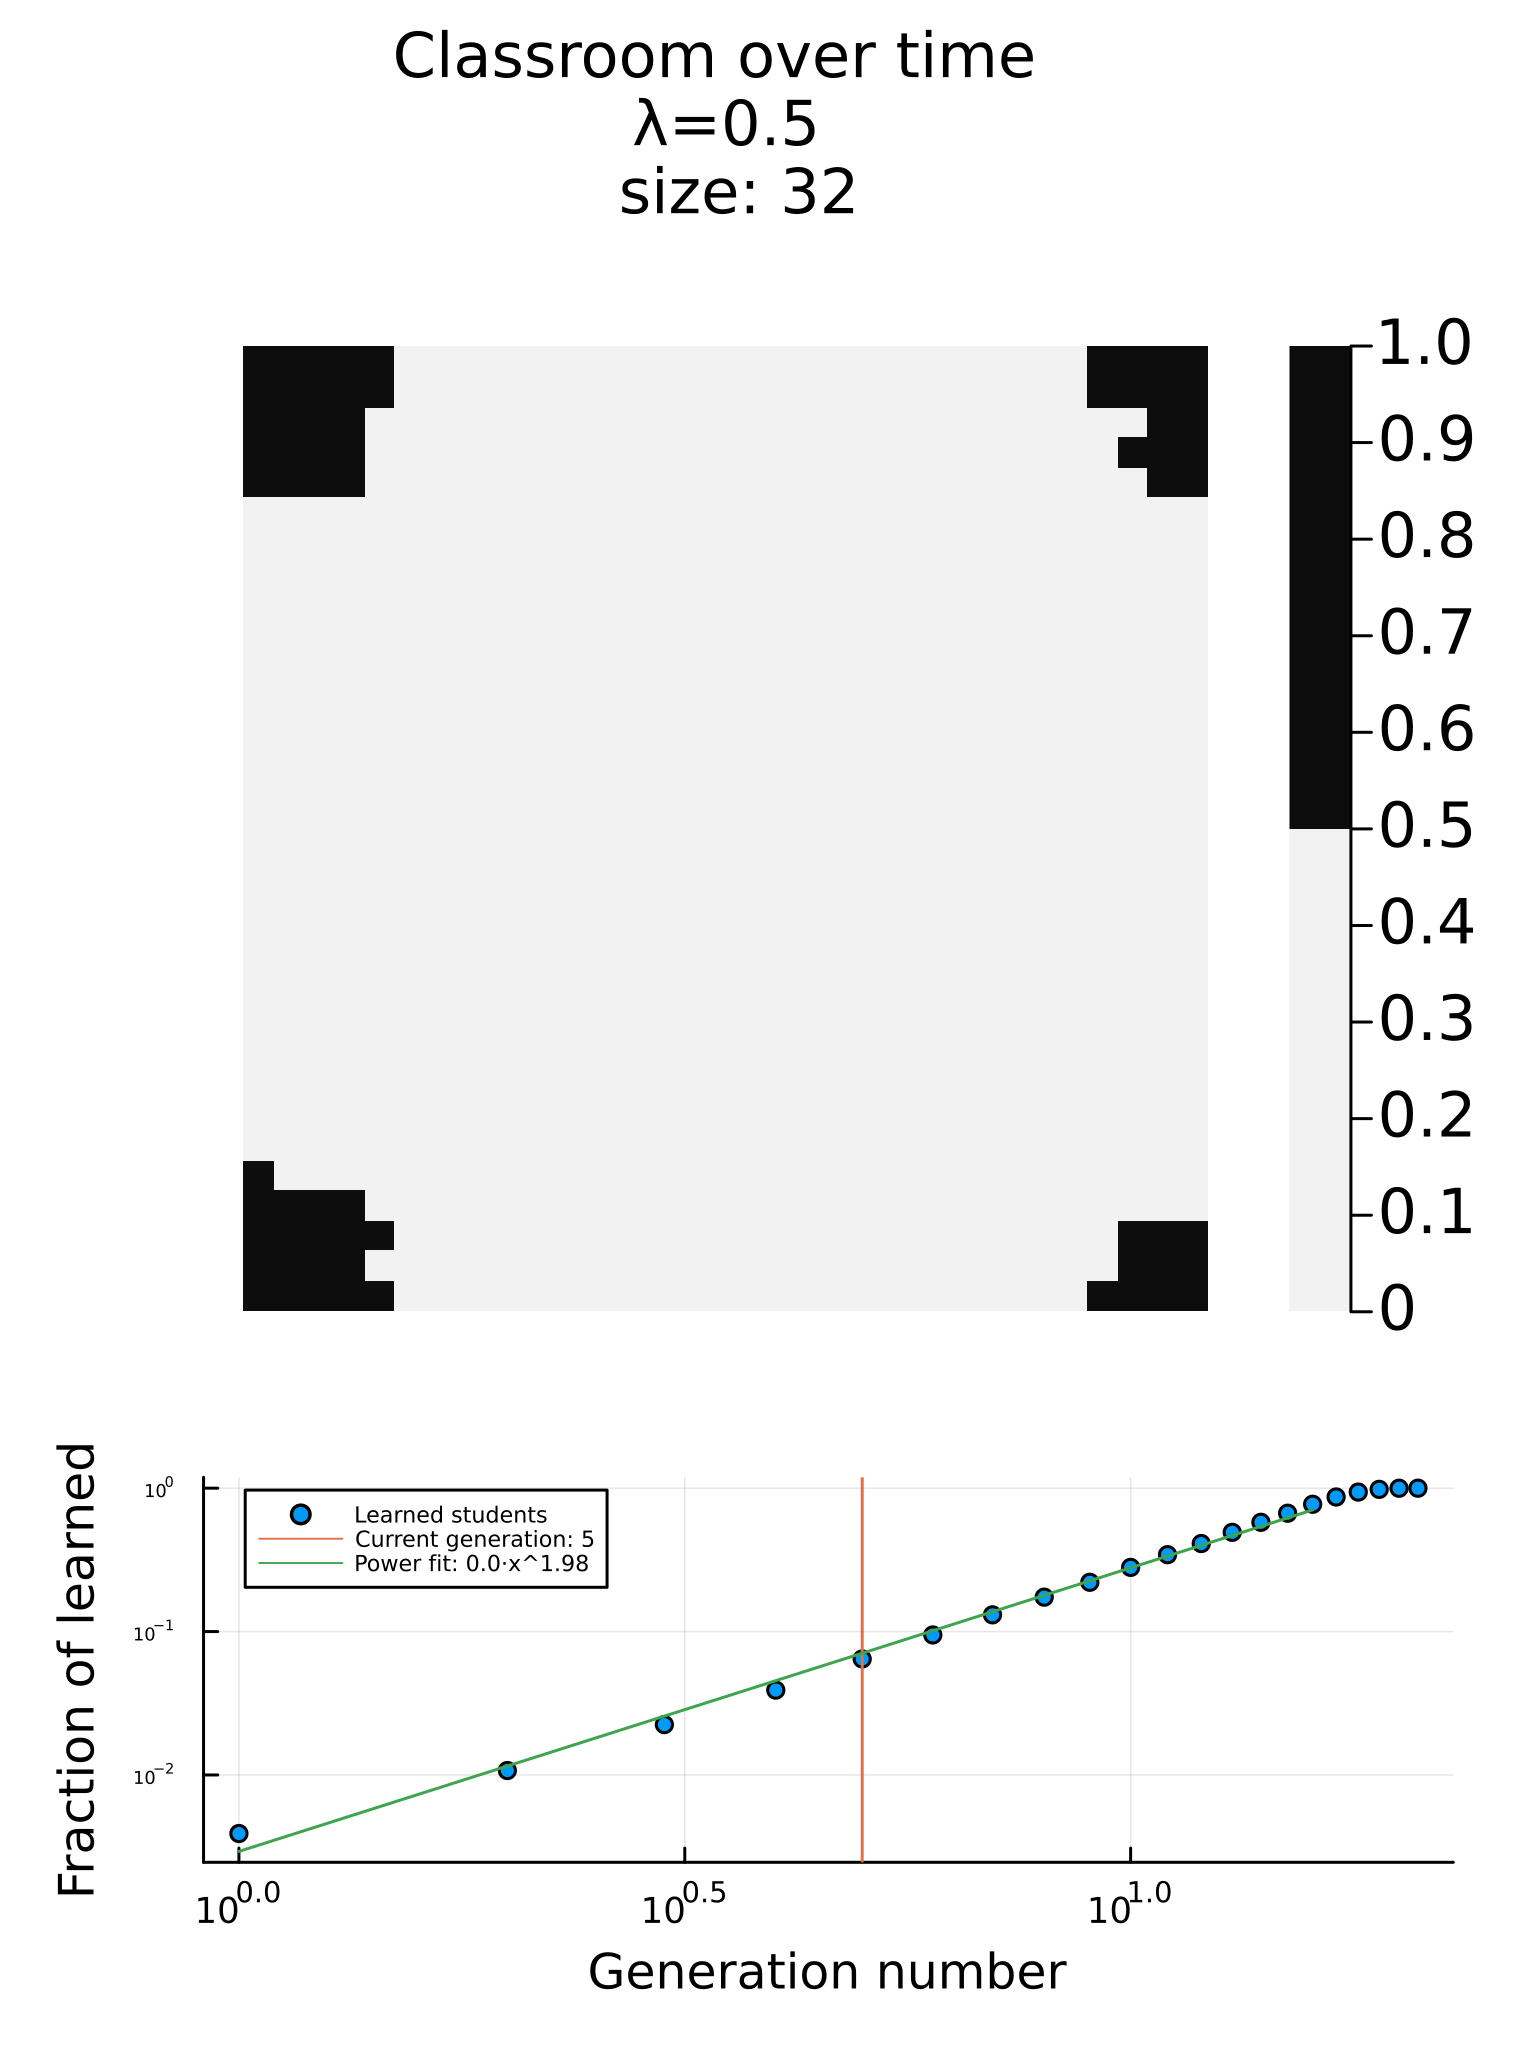 Classroom over time
λ=0.5
size: 32
1.0
0.9
0.8
0.7
0.6
0.5
0.4
0.3
0.2
0.1
0
Fraction of learned
10^0
10^-1
10^-2
Learned students
Current generation: 5
Power fit: 0.0·x^1.98
10^0.0
10^0.5
10^1.0
Generation number